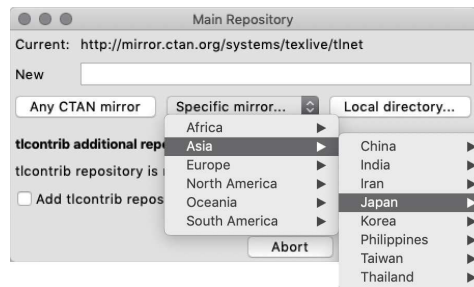 Main Repository
Current: http://mirror.ctan.org/systems/texlive/tlnet
New
Any CTAN mirror Specific mirror... Local directory...
tlcontrib additional repo
tlcontrib repository is
Add tlcontrib repos
Abort
Africa
Asia
Europe
North America
Oceania
South America
China
India
Iran
Japan
Korea
Philippines
Taiwan
Thailand